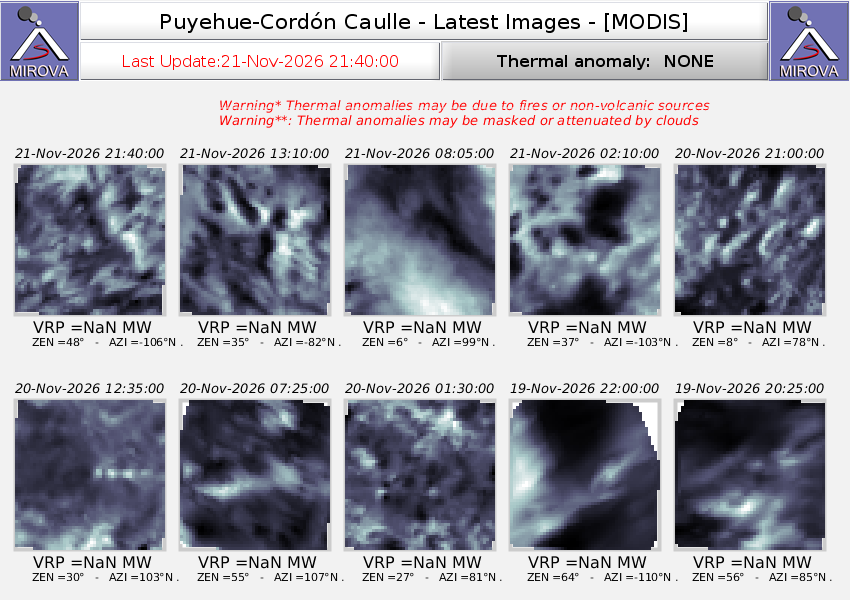 MIROVA
Puyehue-Cordón Caulle - Latest Images - [MODIS]
MIROVA
Last Update:21-Nov-2026 21:40:00
Thermal anomaly: NONE
Warning* Thermal anomalies may be due to fires or non-volcanic sources
Warning**: Thermal anomalies may be masked or attenuated by clouds
21-Nov-2026 21:40:00 21-Nov-2026 13:10:00 21-Nov-2026 08:05:00 21-Nov-2026 02:10:00 20-Nov-2026 21:00:00
VRP =NaN MW VRP =NaN MW VRP =NaN MW VRP =NaN MW VRP =NaN MW
ZEN =48° - AZI =-106°N . ZEN =35° - AZI =-82°N . ZEN =6° - AZI =99°N . ZEN =37° - AZI =-103°N . ZEN =8° - AZI =78°N .
20-Nov-2026 12:35:00 20-Nov-2026 07:25:00 20-Nov-2026 01:30:00 19-Nov-2026 22:00:00 19-Nov-2026 20:25:00
VRP =NaN MW VRP =NaN MW VRP =NaN MW VRP =NaN MW VRP =NaN MW
ZEN =30° - AZI =103°N . ZEN =55° - AZI =107°N . ZEN =27° - AZI =81°N . ZEN =64° - AZI =-110°N . ZEN =56° - AZI =85°N .